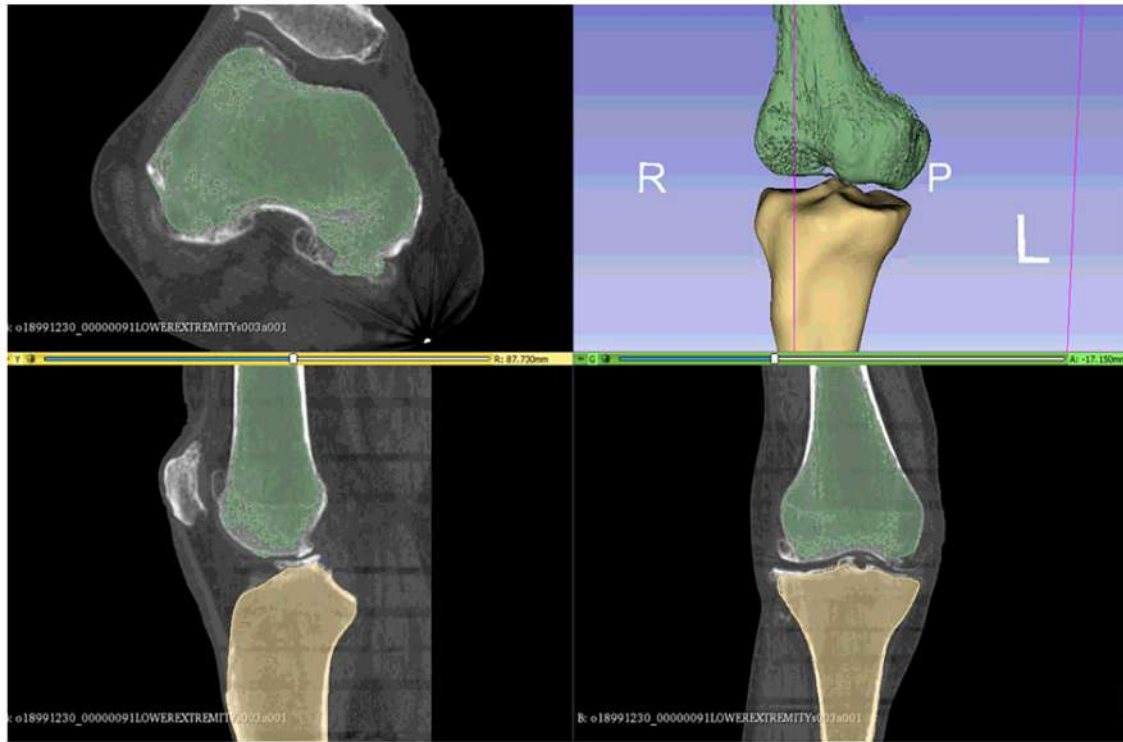 R
P
L
: o18991230_00000091LOWEREXTREMITYs003a001
Y
R: 87.730mm
G
A: -17.150mm
: o18991230_00000091LOWEREXTREMITYs003a001
B: o18991230_00000091LOWEREXTREMITYs003a001